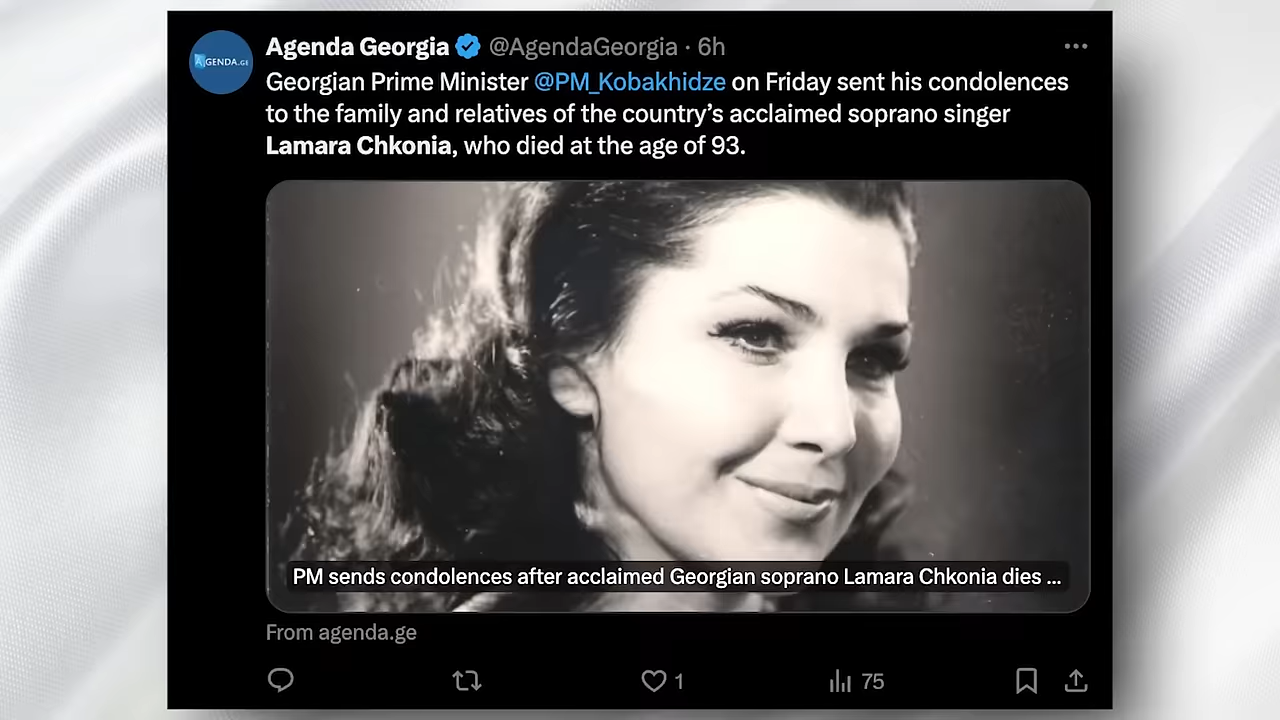 AGENDA.GE
Agenda Georgia @AgendaGeorgia · 6h
Georgian Prime Minister @PM_Kobakhidze on Friday sent his condolences
to the family and relatives of the country’s acclaimed soprano singer
Lamara Chkonia, who died at the age of 93.
PM sends condolences after acclaimed Georgian soprano Lamara Chkonia dies ...
From agenda.ge
1
75